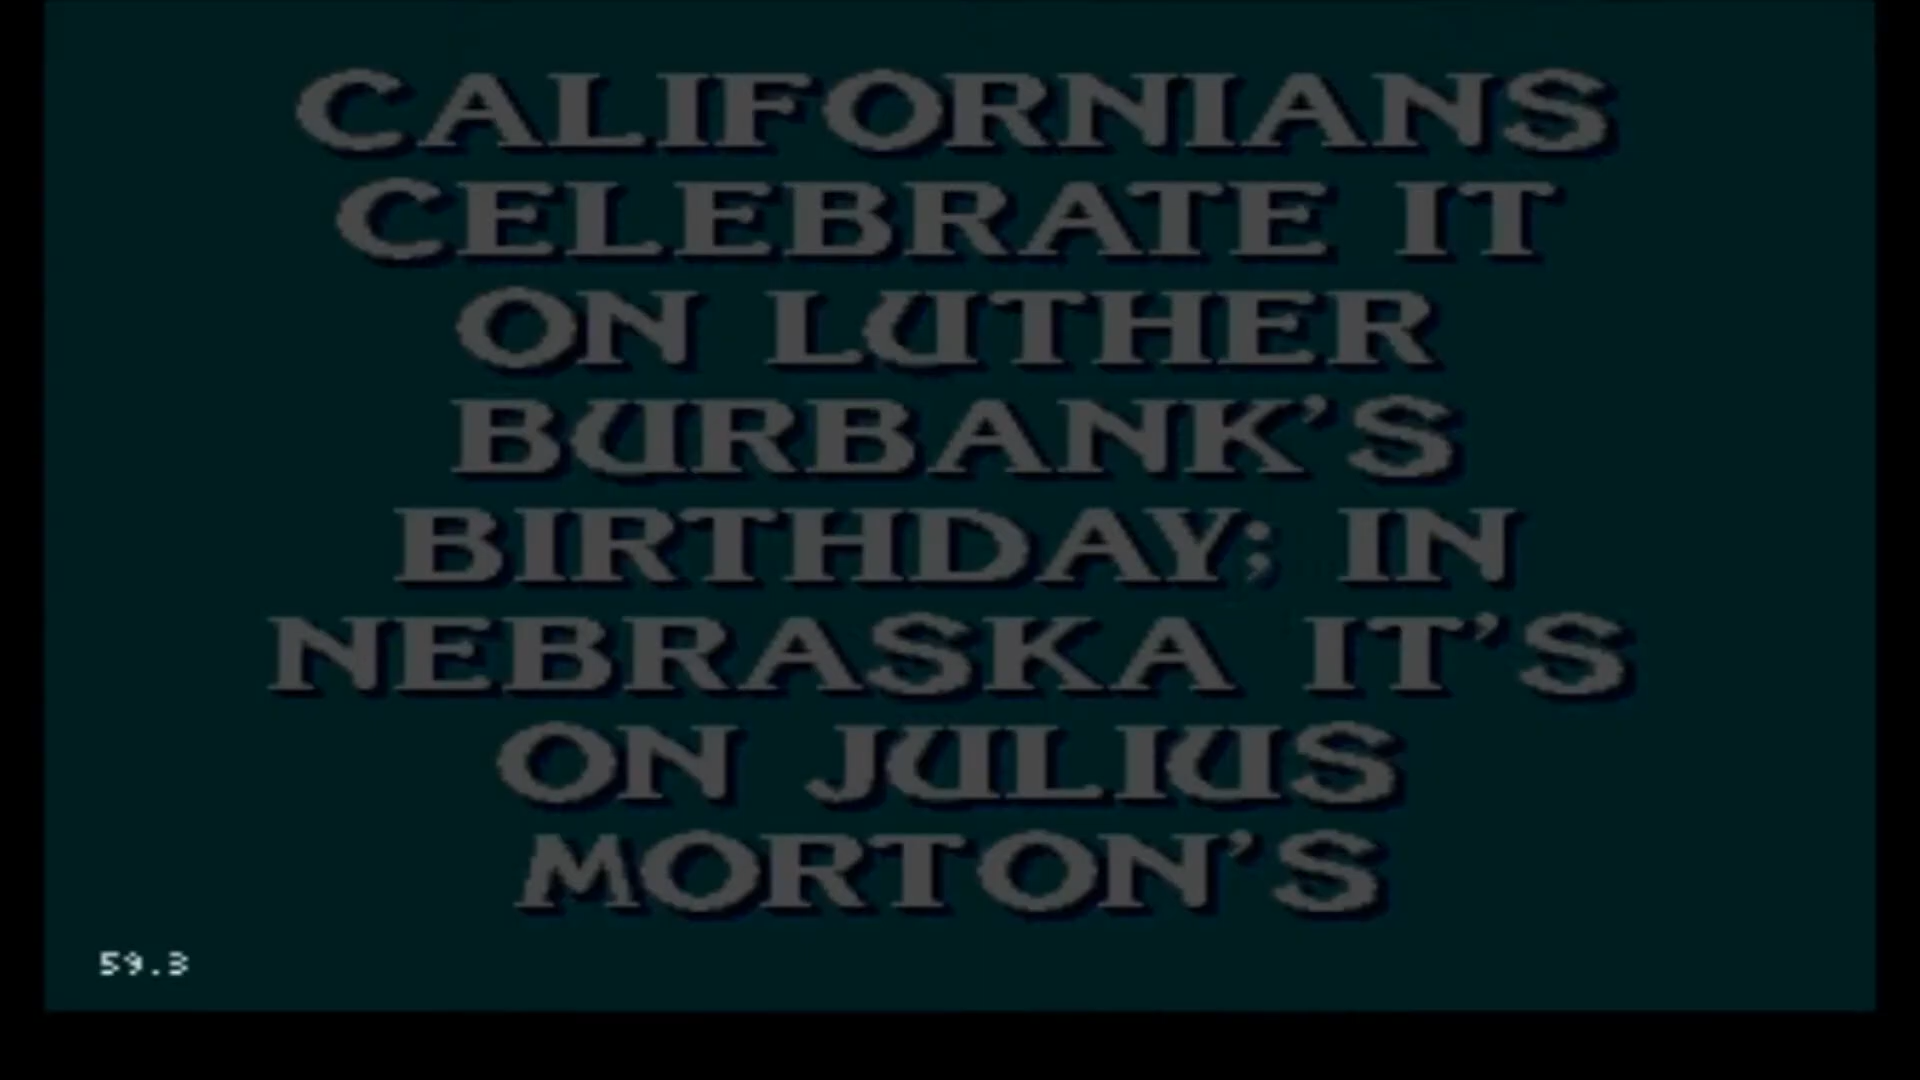 CALIFORNIANS
CELEBRATE IT
ON LUTHER
BURBANK'S
BIRTHDAY; IN
NEBRASKA IT'S
ON JULIUS
MORTON'S
59.3